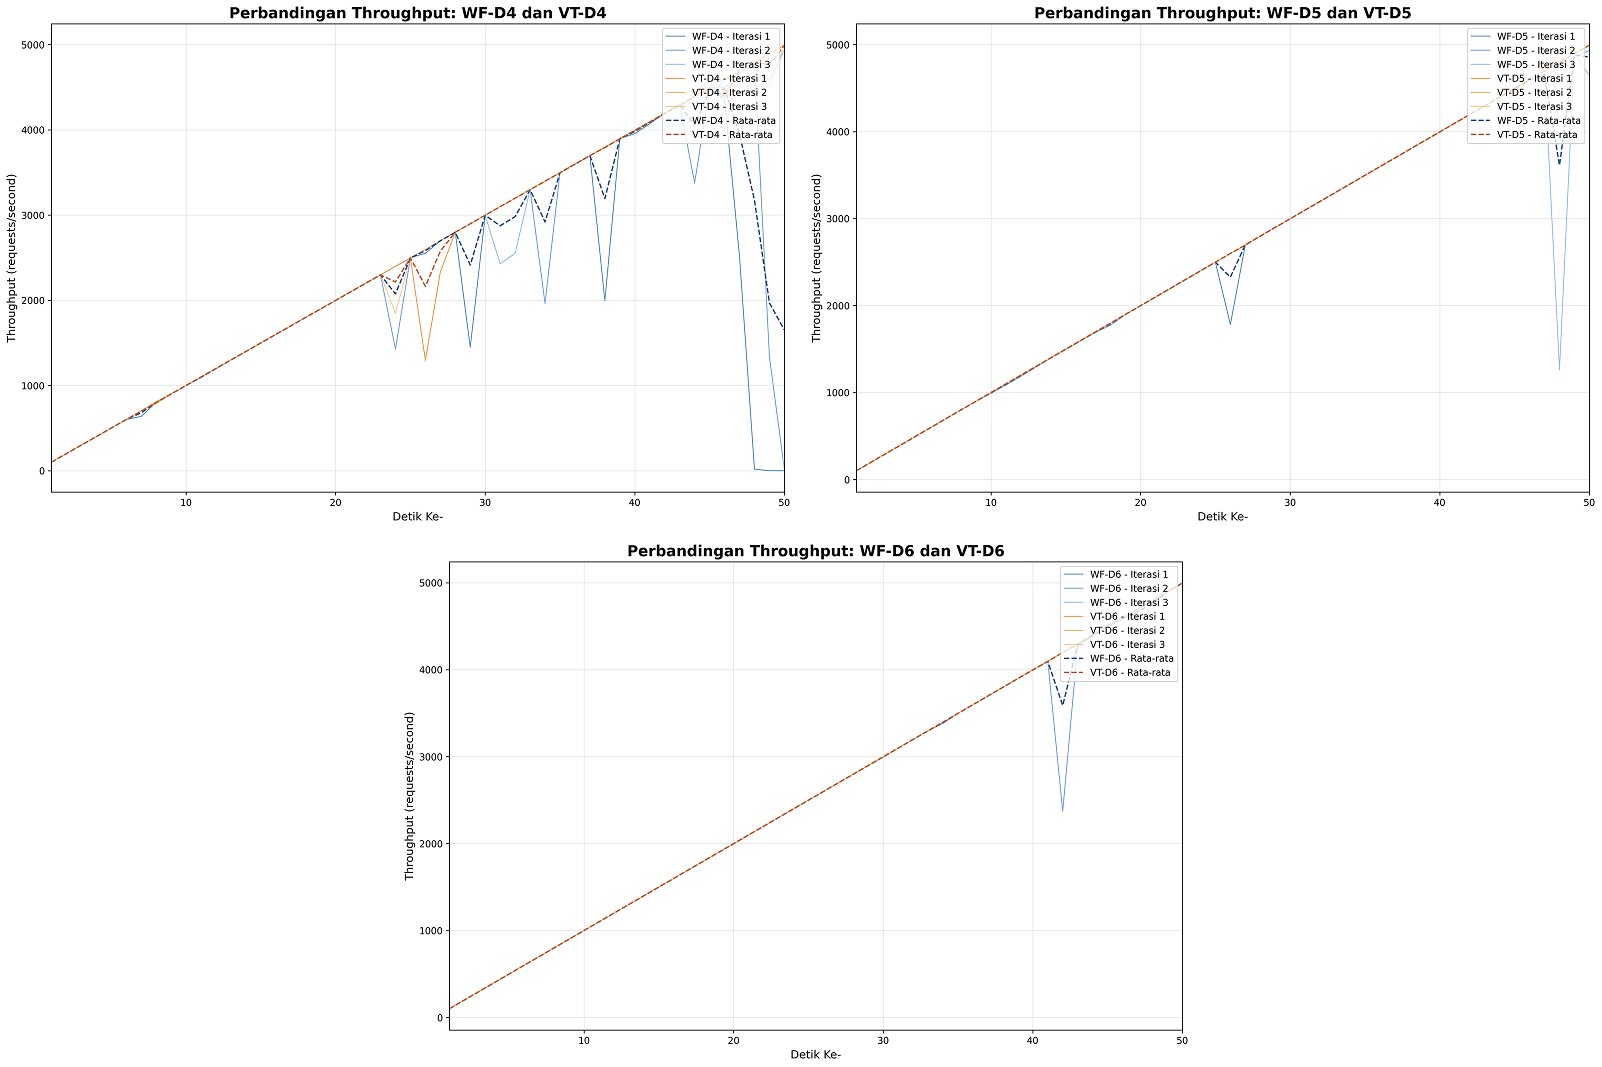 Perbandingan Throughput: WF-D4 dan VT-D4
WF-D4 - Iterasi 1
WF-D4 - Iterasi 2
WF-D4 - Iterasi 3
VT-D4 - Iterasi 1
VT-D4 - Iterasi 2
VT-D4 - Iterasi 3
WF-D4 - Rata-rata
VT-D4 - Rata-rata
Throughput (requests/second)
5000
4000
3000
2000
1000
0
10 20 30 40 50
Detik Ke-
Perbandingan Throughput: WF-D5 dan VT-D5
WF-D5 - Iterasi 1
WF-D5 - Iterasi 2
WF-D5 - Iterasi 3
VT-D5 - Iterasi 1
VT-D5 - Iterasi 2
VT-D5 - Iterasi 3
WF-D5 - Rata-rata
VT-D5 - Rata-rata
Throughput (requests/second)
5000
4000
3000
2000
1000
0
10 20 30 40 50
Detik Ke-
Perbandingan Throughput: WF-D6 dan VT-D6
WF-D6 - Iterasi 1
WF-D6 - Iterasi 2
WF-D6 - Iterasi 3
VT-D6 - Iterasi 1
VT-D6 - Iterasi 2
VT-D6 - Iterasi 3
WF-D6 - Rata-rata
VT-D6 - Rata-rata
Throughput (requests/second)
5000
4000
3000
2000
1000
0
10 20 30 40 50
Detik Ke-